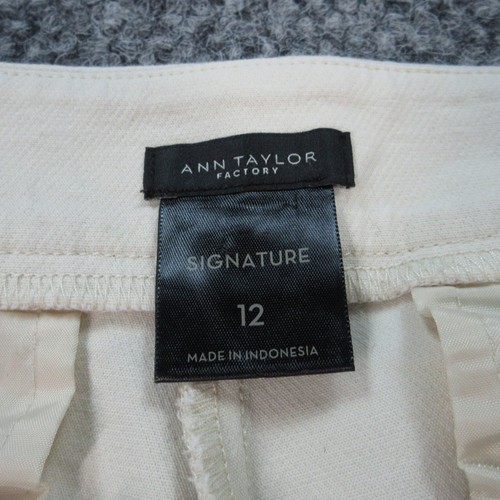 ANN TAYLOR
FACTORY
SIGNATURE
12
MADE IN INDONESIA